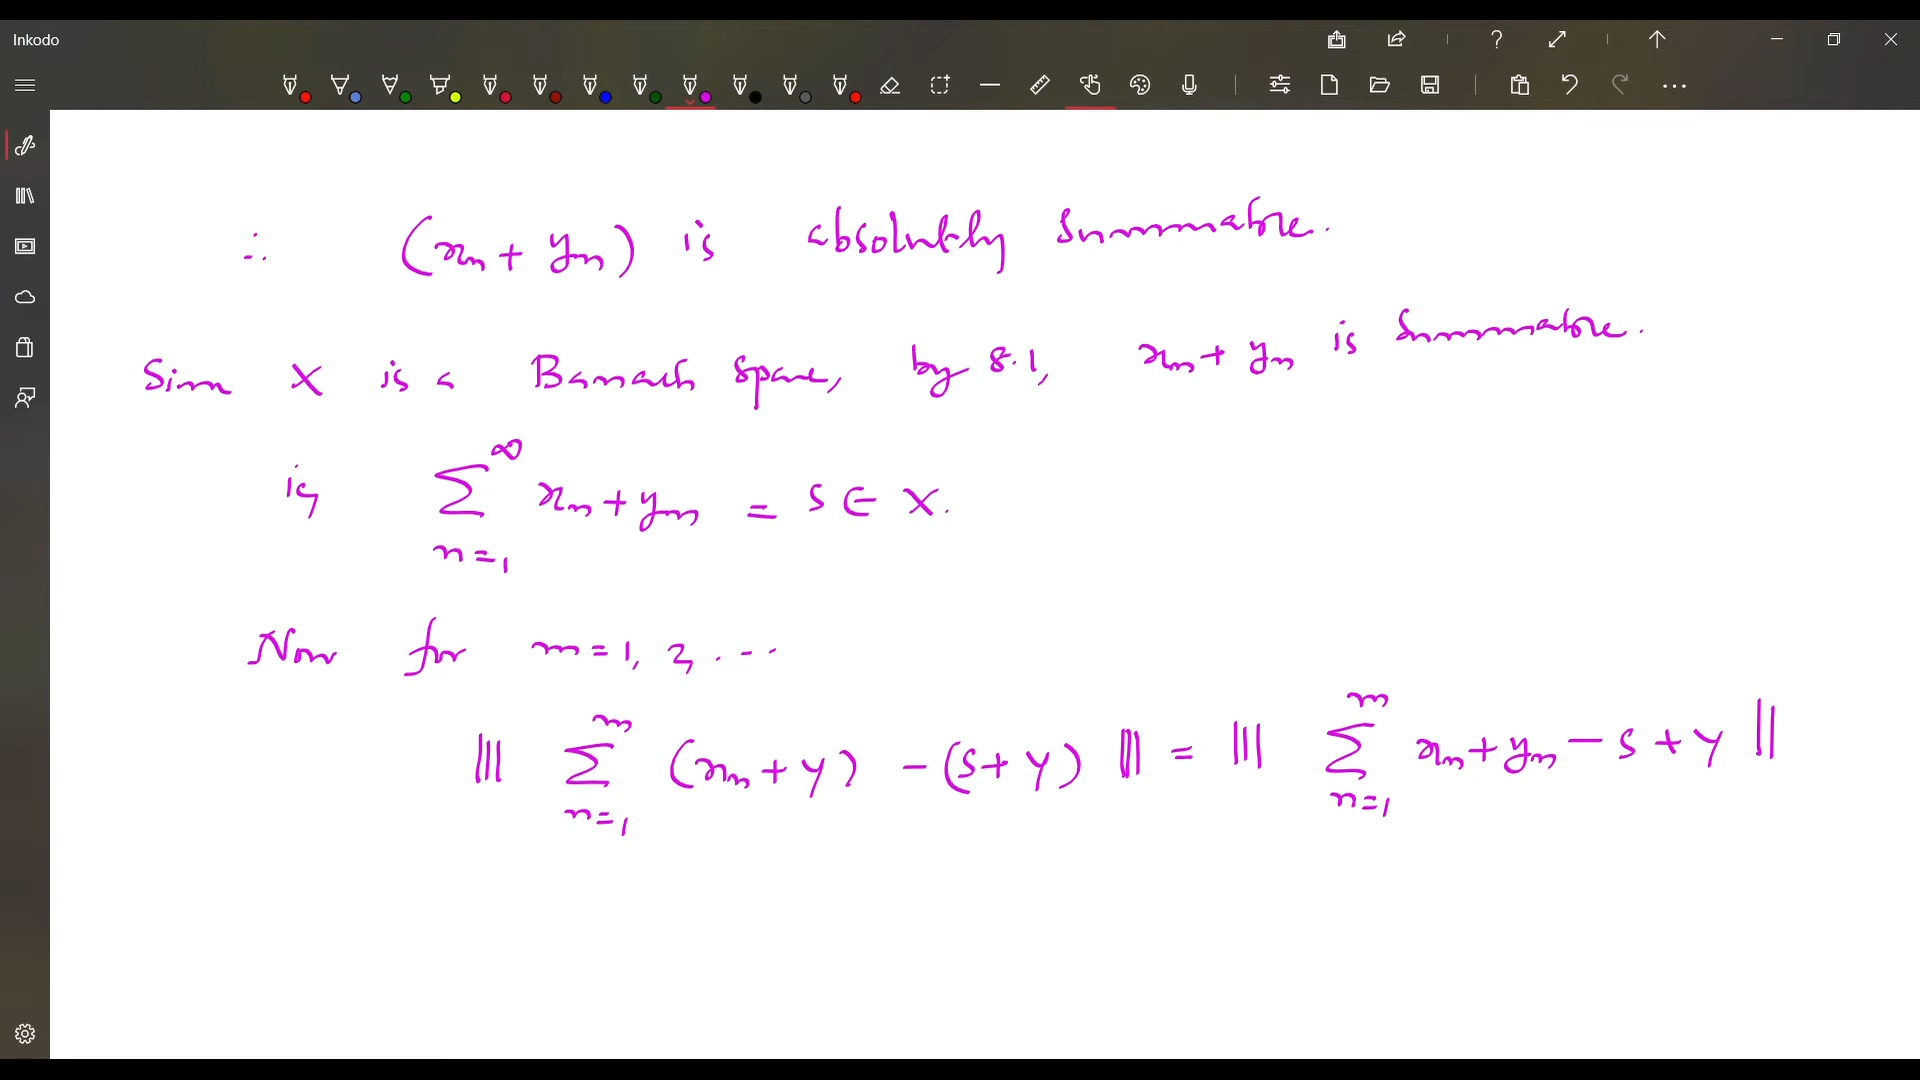 Inkodo
∴ (xn + yn) is absolutely summable.
Since X is a Banach space, by 8.1, xn + yn is summable.
ie, ∞∑n=1 xn + yn = s ∈ X.
Now for m = 1, 2, ...
||| m∑n=1 (xn + Y) - (s + Y) ||| = ||| m∑n=1 xn + yn - s + Y ||